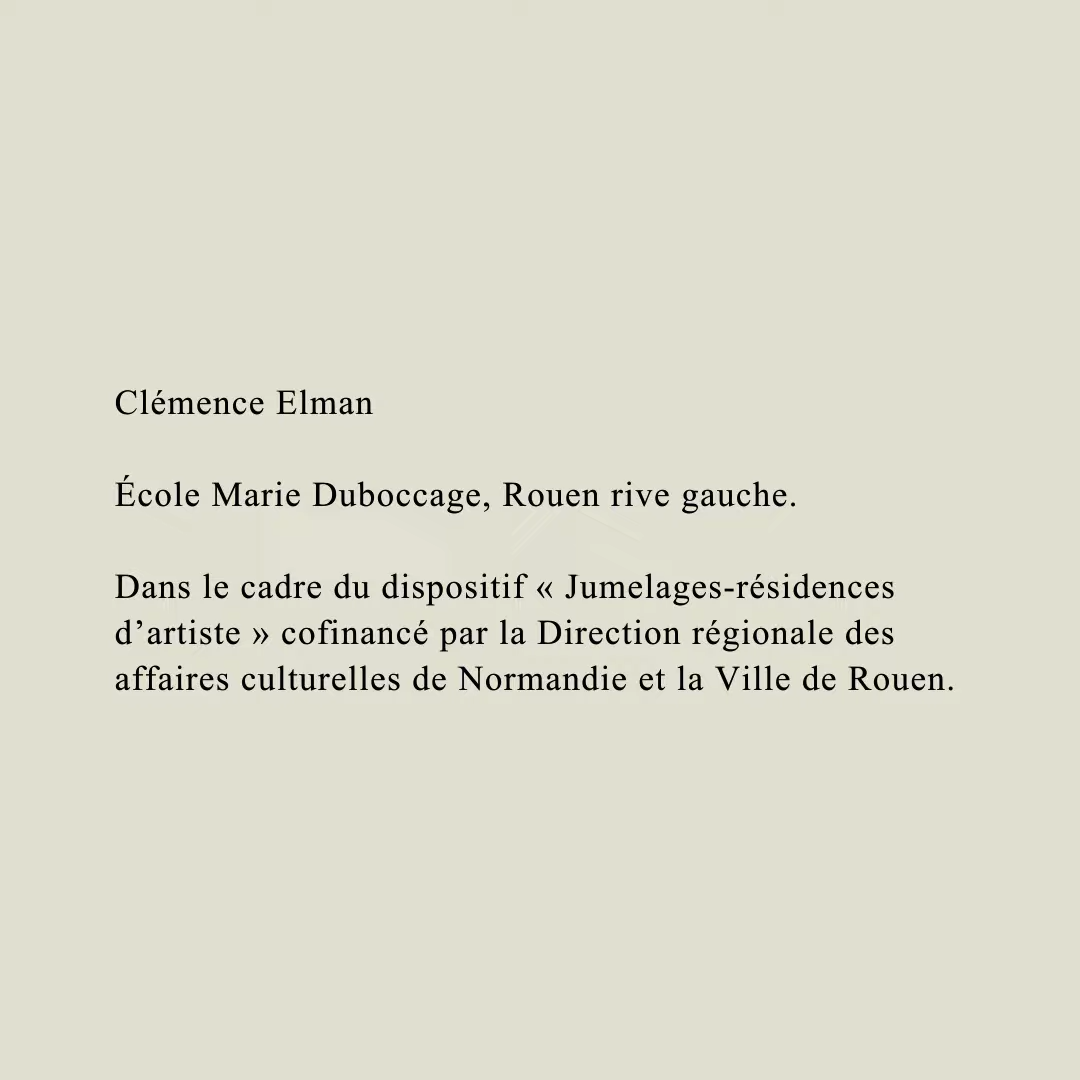 Clémence Elman
École Marie Duboccage, Rouen rive gauche.
Dans le cadre du dispositif « Jumelages-résidences
d’artiste » cofinancé par la Direction régionale des
affaires culturelles de Normandie et la Ville de Rouen.